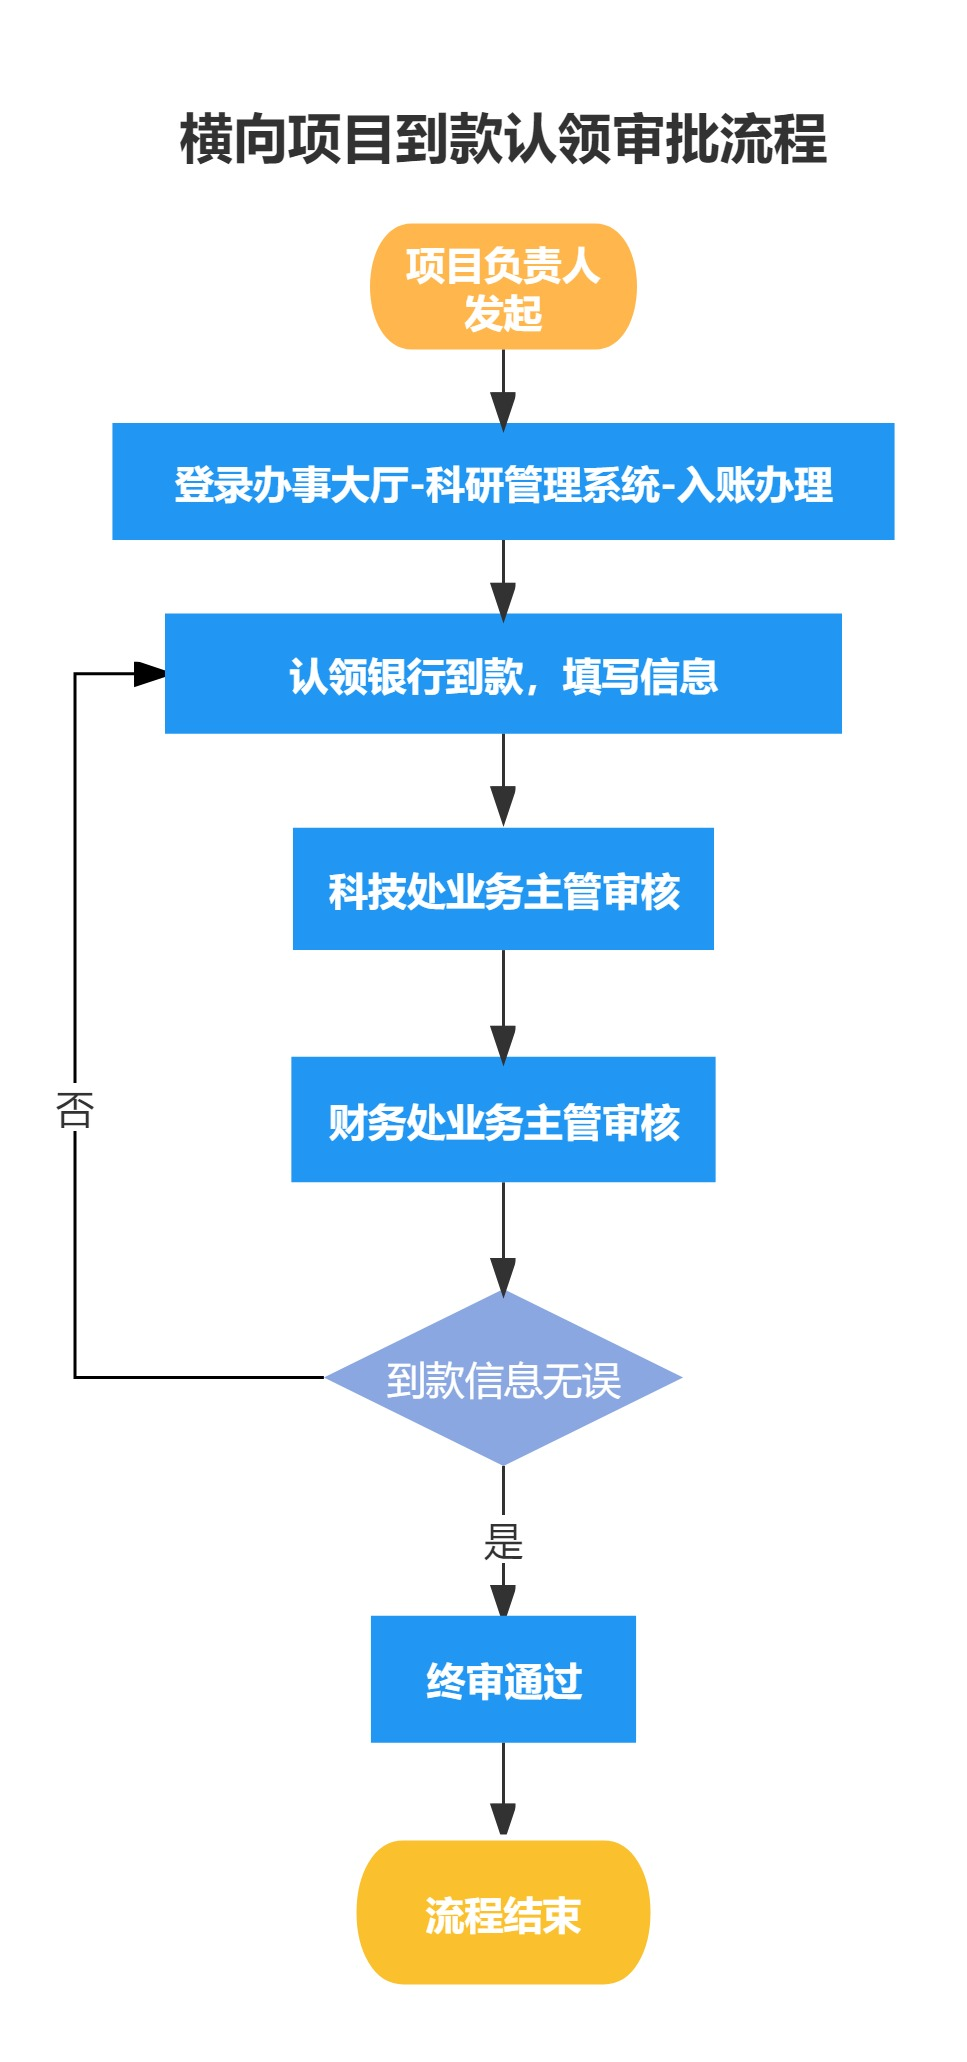 横向项目到款认领审批流程
项目负责人
发起
登录办事大厅-科研管理系统-入账办理
认领银行到款，填写信息
科技处业务主管审核
否
财务处业务主管审核
到款信息无误
是
终审通过
流程结束